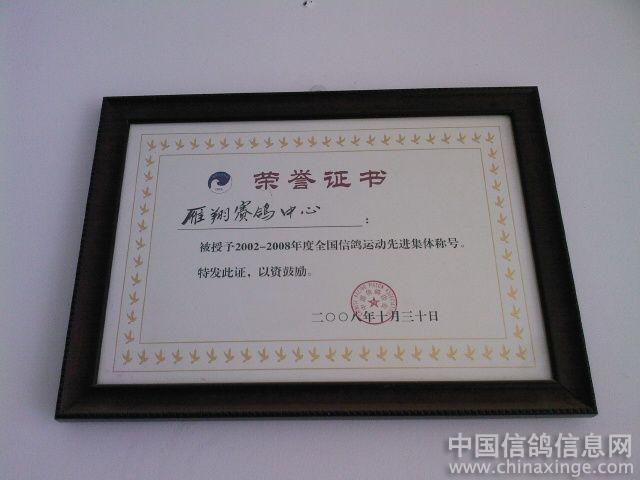 荣誉证书
雁翔赛鸽中心：
被授予2002-2008年度全国信鸽运动先进集体称号。
特发此证，以资鼓励。
二〇〇八年十月三十日
中国信鸽信息网
www.chinaxinge.com